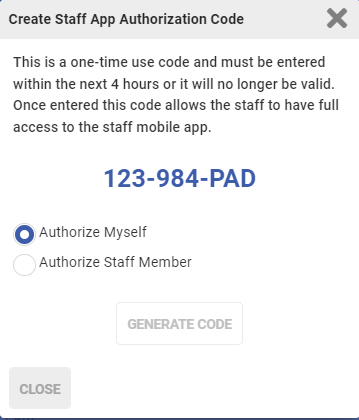 Create Staff App Authorization Code
This is a one-time use code and must be entered
within the next 4 hours or it will no longer be valid.
Once entered this code allows the staff to have full
access to the staff mobile app.
123-984-PAD
Authorize Myself
Authorize Staff Member
GENERATE CODE
CLOSE